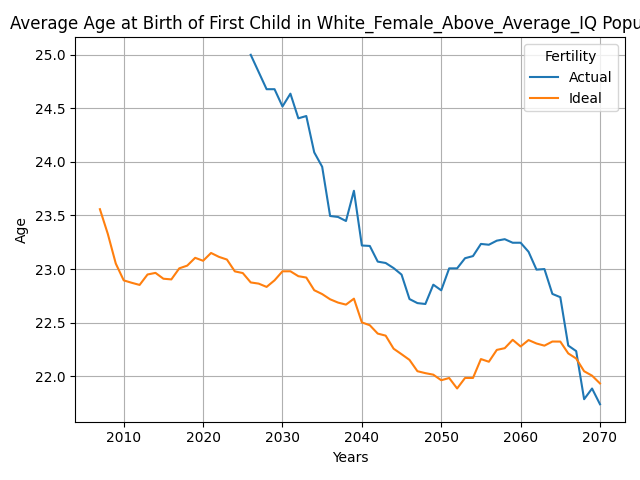 Average Age at Birth of First Child in White_Female_Above_Average_IQ Popu
Fertility
Actual
Ideal
25.0
24.5
24.0
23.5
23.0
22.5
22.0
Age
2010 2020 2030 2040 2050 2060 2070
Years